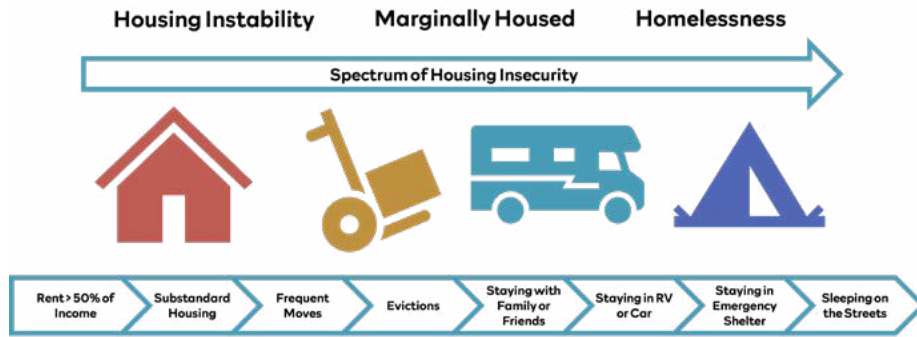 Housing Instability
Marginally Housed
Homelessness
Spectrum of Housing Insecurity
Rent > 50% of
Income
Substandard
Housing
Frequent
Moves
Evictions
Staying with
Family or
Friends
Staying in RV
or Car
Staying in
Emergency
Shelter
Sleeping on
the Streets